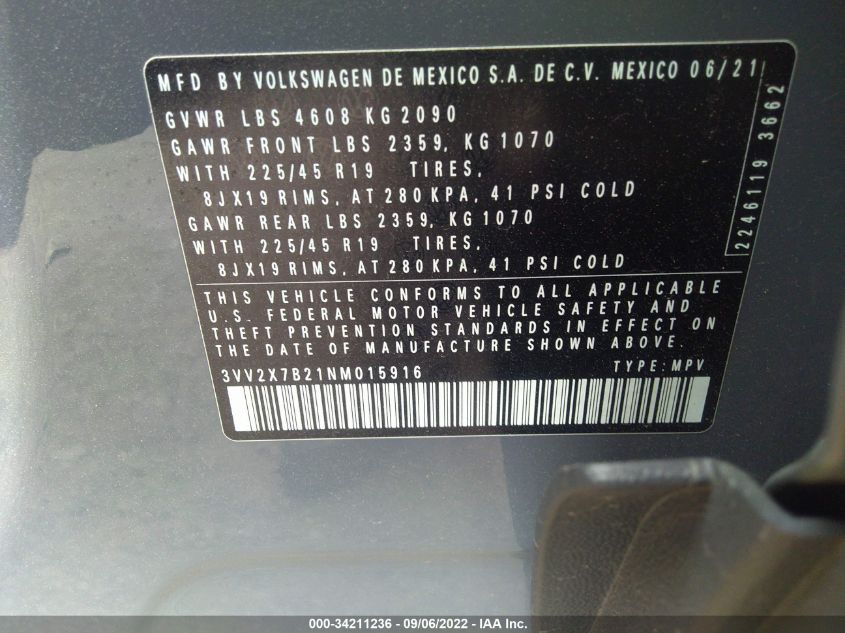 MFD BY VOLKSWAGEN DE MEXICO S.A. DE C.V. MEXICO 06/21
GVWR LBS 4608 KG 2090
GAWR FRONT LBS 2359, KG 1070
WITH 225/45 R19 TIRES,
8JX19 RIMS, AT 280 KPA, 41 PSI COLD
GAWR REAR LBS 2359, KG 1070
WITH 225/45 R19 TIRES,
8JX19 RIMS, AT 280 KPA, 41 PSI COLD
2246119 3662
THIS VEHICLE CONFORMS TO ALL APPLICABLE
U.S. FEDERAL MOTOR VEHICLE SAFETY AND
THEFT PREVENTION STANDARDS IN EFFECT ON
THE DATE OF MANUFACTURE SHOWN ABOVE.
3VV2X7B21NM015916 TYPE: MPV
000-34211236 - 09/06/2022 - IAA Inc.